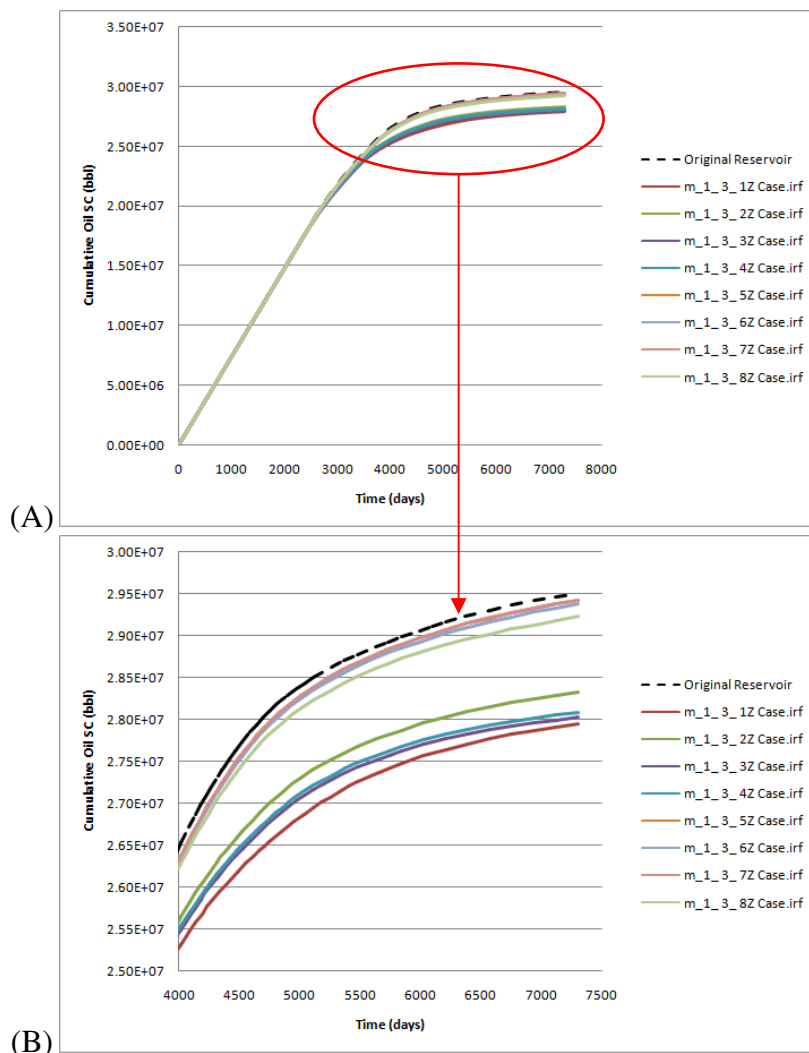 3.50E+07
3.00E+07
2.50E+07
2.00E+07
1.50E+07
1.00E+07
5.00E+06
0.00E+00
Cumulative Oil SC (bbl)
0 1000 2000 3000 4000 5000 6000 7000 8000
Time (days)
Original Reservoir
m_1_3_1Z Case.irf
m_1_3_2Z Case.irf
m_1_3_3Z Case.irf
m_1_3_4Z Case.irf
m_1_3_5Z Case.irf
m_1_3_6Z Case.irf
m_1_3_7Z Case.irf
m_1_3_8Z Case.irf
(A)
3.00E+07
2.95E+07
2.90E+07
2.85E+07
2.80E+07
2.75E+07
2.70E+07
2.65E+07
2.60E+07
2.55E+07
2.50E+07
Cumulative Oil SC (bbl)
4000 4500 5000 5500 6000 6500 7000 7500
Time (days)
Original Reservoir
m_1_3_1Z Case.irf
m_1_3_2Z Case.irf
m_1_3_3Z Case.irf
m_1_3_4Z Case.irf
m_1_3_5Z Case.irf
m_1_3_6Z Case.irf
m_1_3_7Z Case.irf
m_1_3_8Z Case.irf
(B)